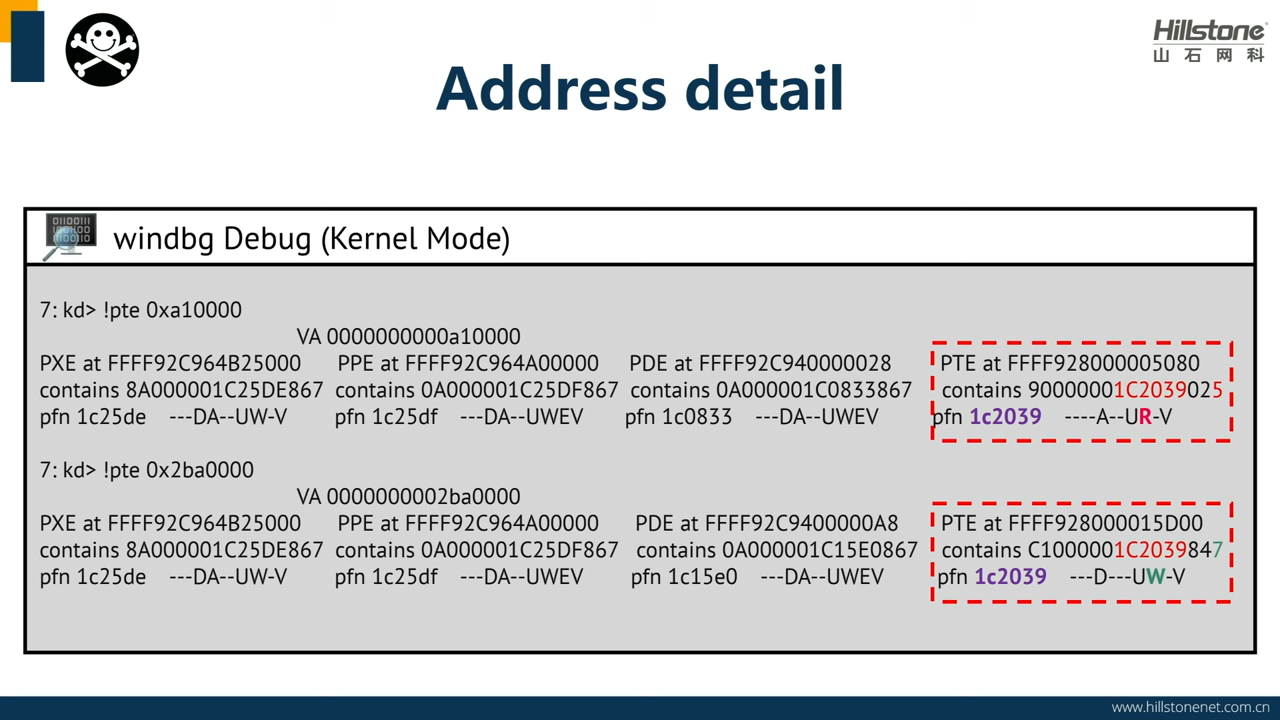 Hillstone
山石网科
Address detail
windbg Debug (Kernel Mode)
7: kd> !pte 0xa10000
VA 0000000000a10000
PXE at FFFF92C964B25000 PPE at FFFF92C964A00000 PDE at FFFF92C940000028 PTE at FFFF928000005080
contains 8A000001C25DE867 contains 0A000001C25DF867 contains 0A000001C0833867 contains 90000001C2039025
pfn 1c25de ---DA--UW-V pfn 1c25df ---DA--UWEV pfn 1c0833 ---DA--UWEV pfn 1c2039 ----A--UR-V
7: kd> !pte 0x2ba0000
VA 0000000002ba0000
PXE at FFFF92C964B25000 PPE at FFFF92C964A00000 PDE at FFFF92C9400000A8 PTE at FFFF928000015D00
contains 8A000001C25DE867 contains 0A000001C25DF867 contains 0A000001C15E0867 contains C100001C2039847
pfn 1c25de ---DA--UW-V pfn 1c25df ---DA--UWEV pfn 1c15e0 ---DA--UWEV pfn 1c2039 ---D---UW-V
www.hillstonenet.com.cn